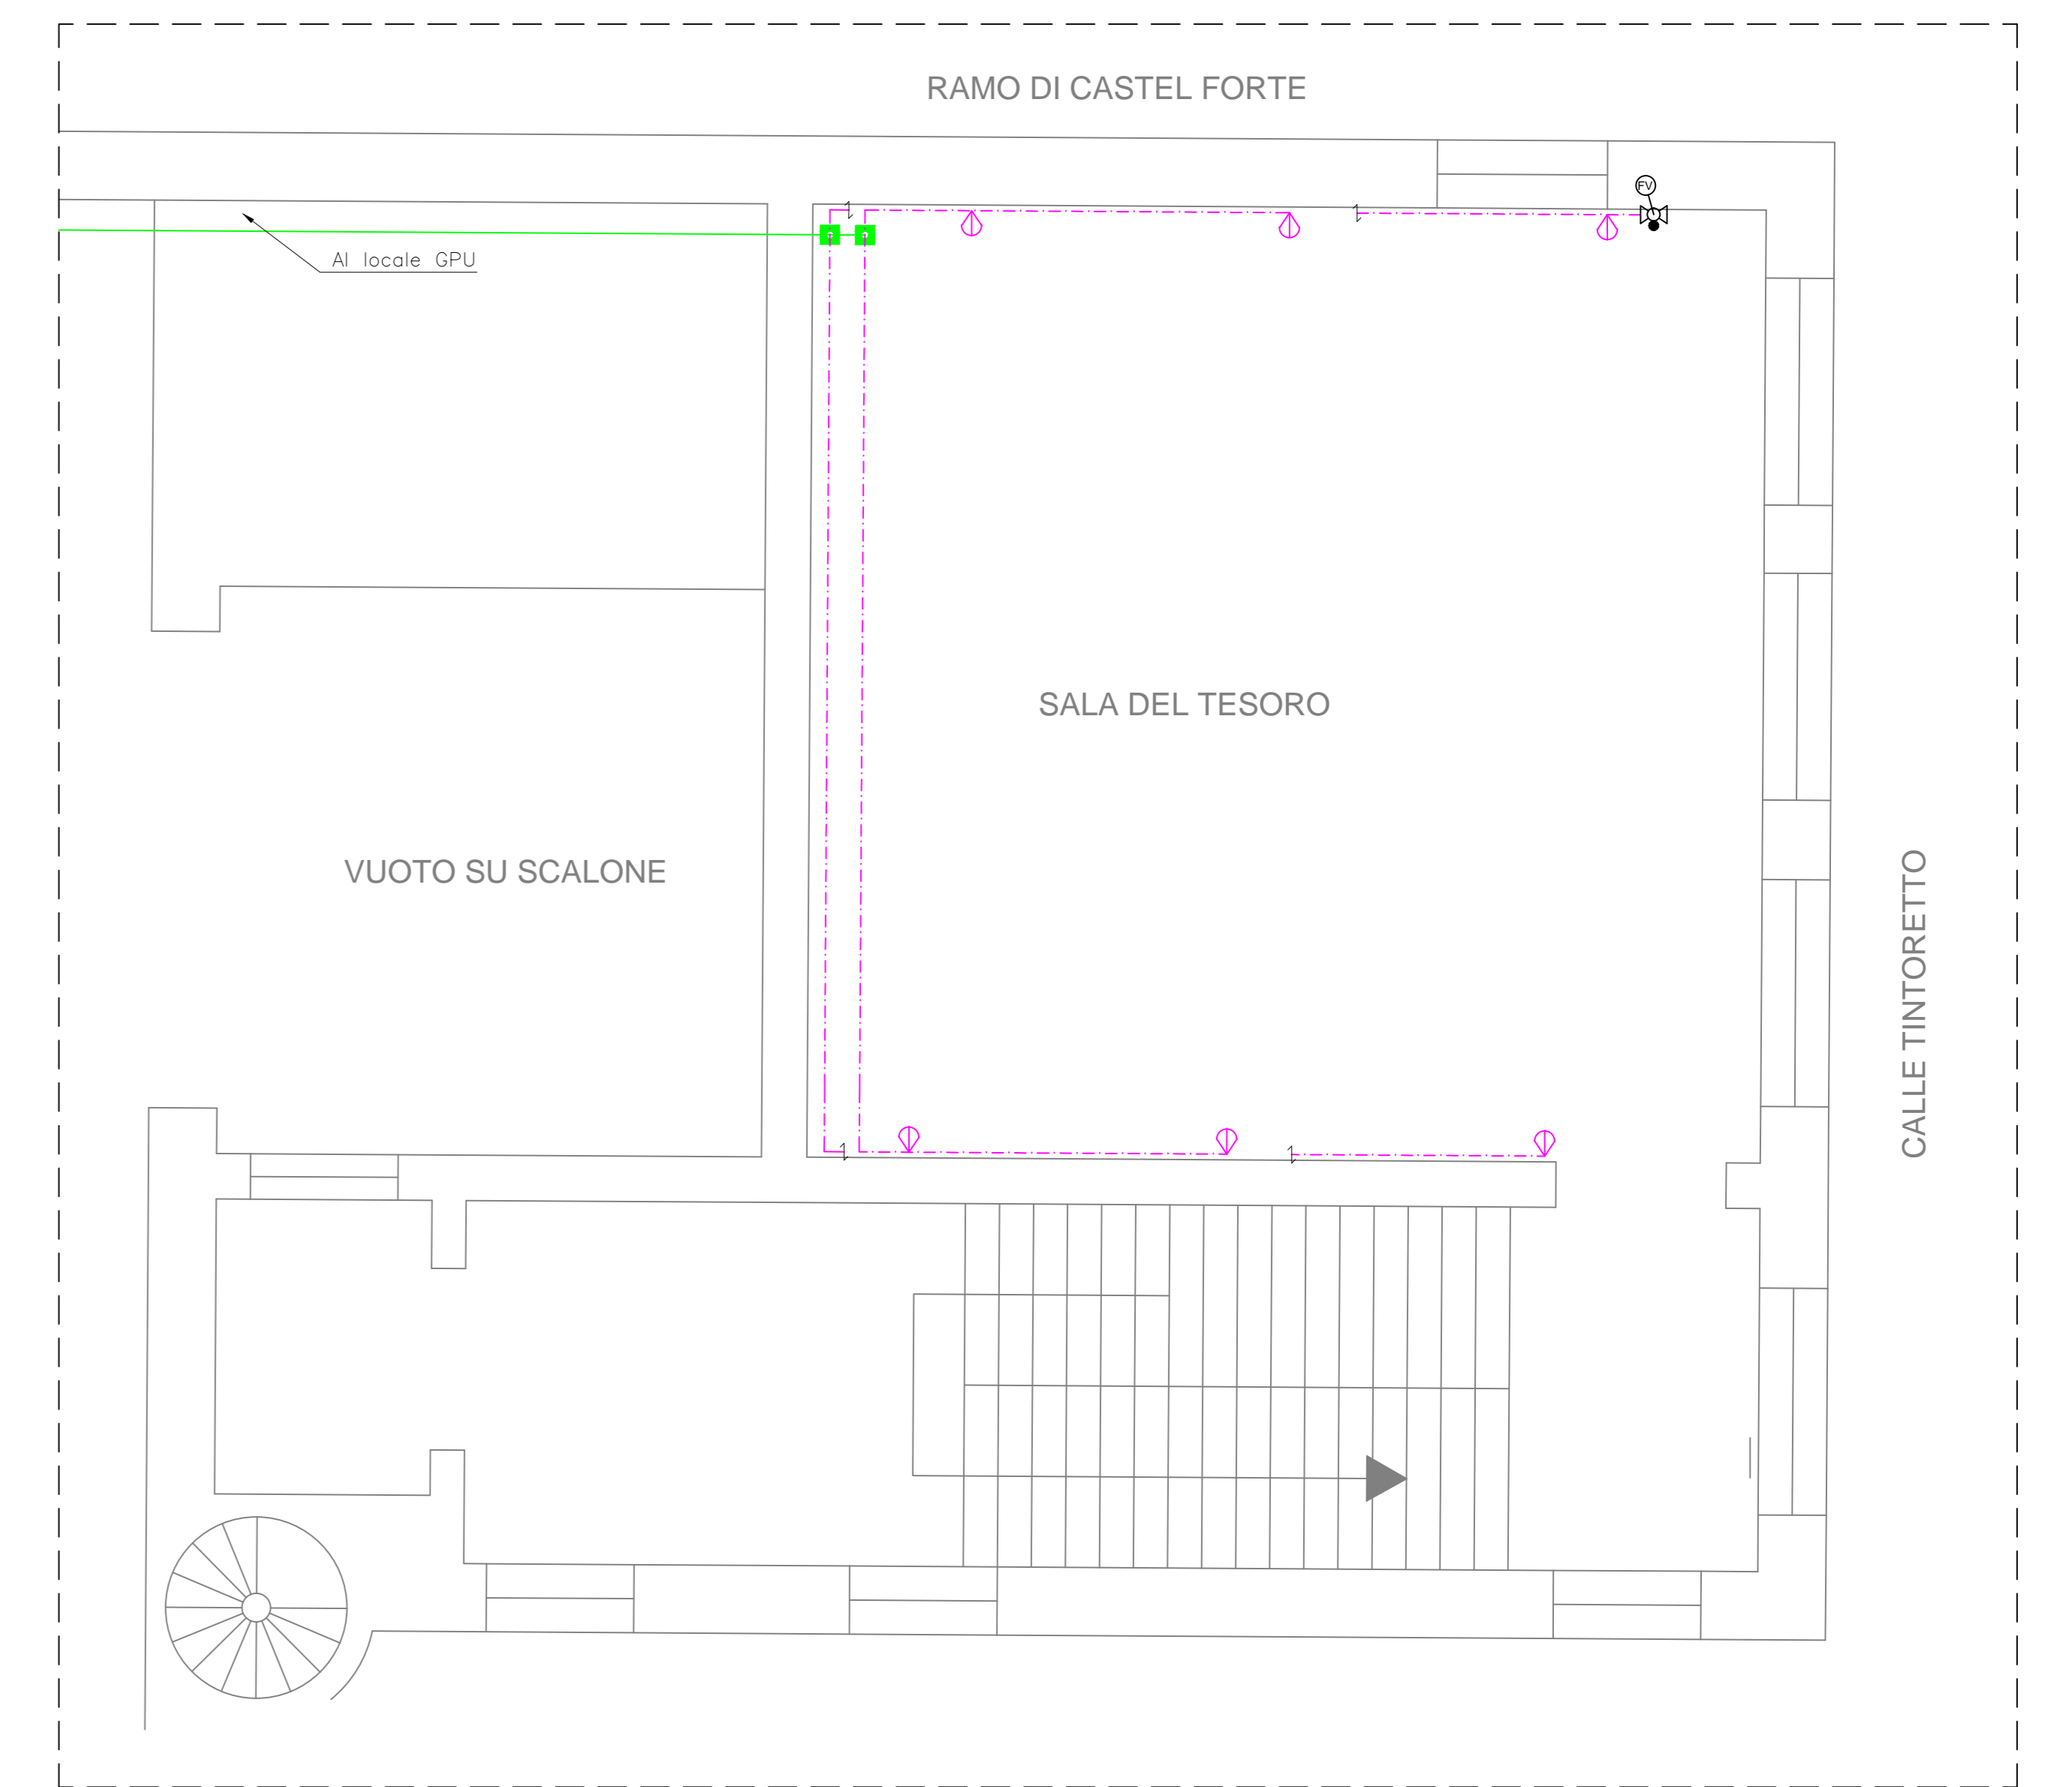 RAMO DI CASTEL FORTE
FV
Al locale GPU
SALA DEL TESORO
VUOTO SU SCALONE
CALLE TINTORETTO